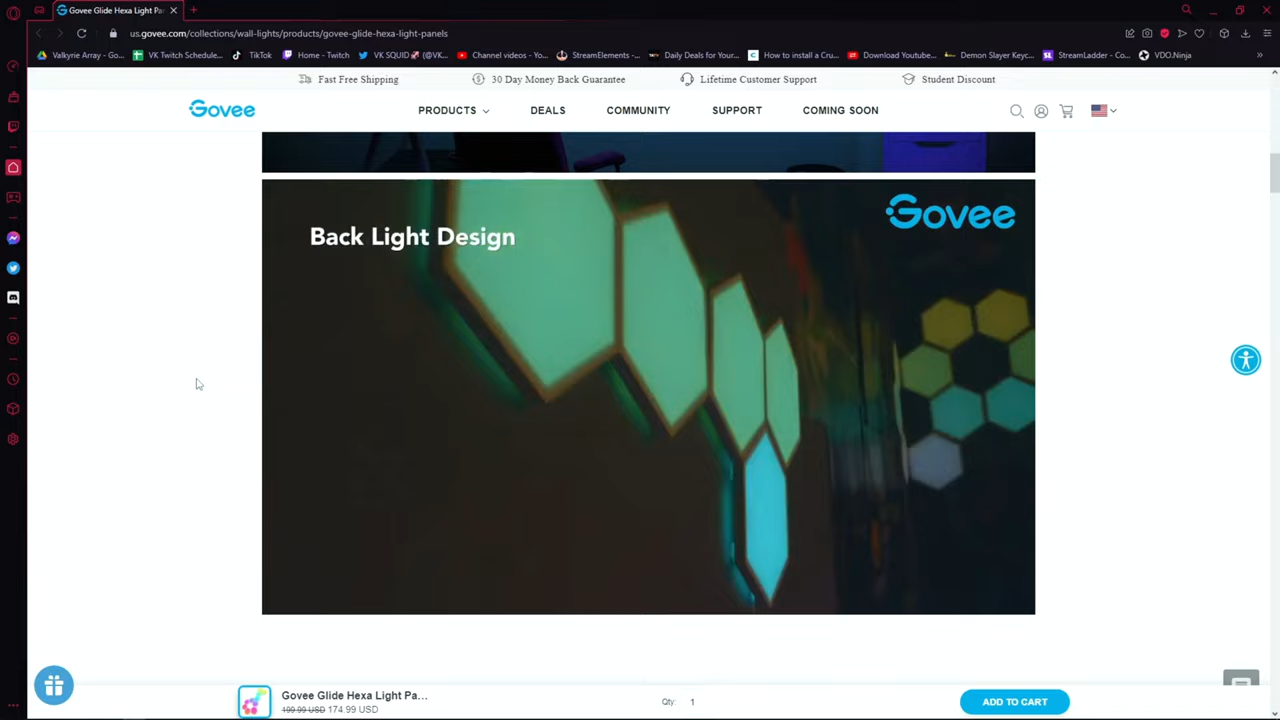 Govee Glide Hexa Light Pa
us.govee.com/collections/wall-lights/products/govee-glide-hexa-light-panels
Valkyrie Array - Go... VK Twitch Schedule... TikTok Home - Twitch VK SQUID🚀 (@VK... Channel videos - Yo... StreamElements -... Daily Deals for Your... How to install a Cru... Download Youtube... Demon Slayer Keyc... StreamLadder - Co... VDO.Ninja
Fast Free Shipping 30 Day Money Back Guarantee Lifetime Customer Support Student Discount
Govee PRODUCTS DEALS COMMUNITY SUPPORT COMING SOON
Govee
Back Light Design
Govee Glide Hexa Light Pa...
199.99 USD 174.99 USD
Qty: 1
ADD TO CART